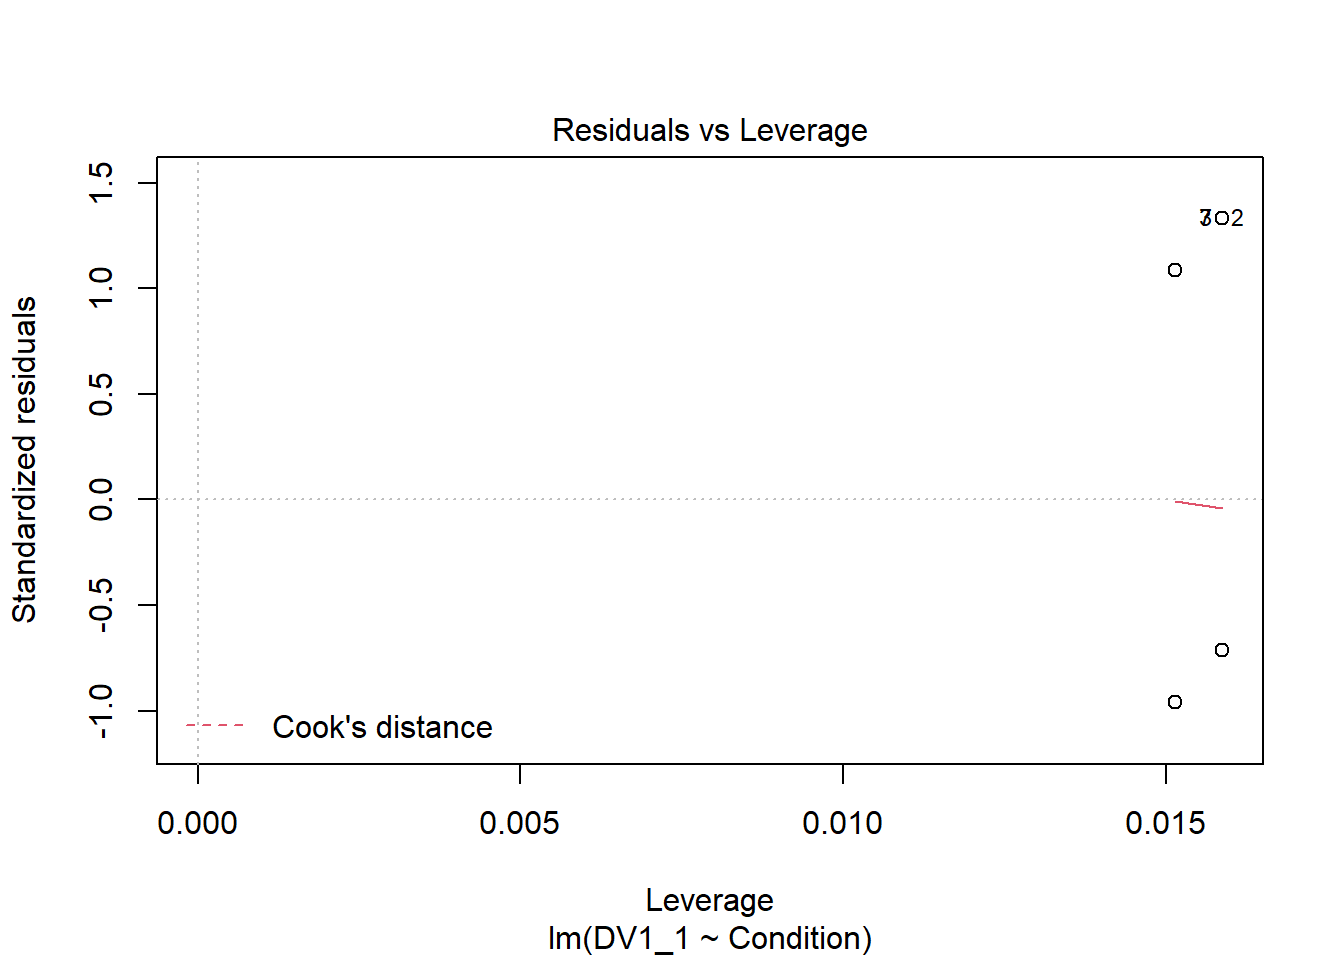 Residuals vs Leverage
Standardized residuals
1.5
1.0
0.5
0.0
-0.5
-1.0
2
Cook's distance
0.000 0.005 0.010 0.015
Leverage
lm(DV1_1 ~ Condition)